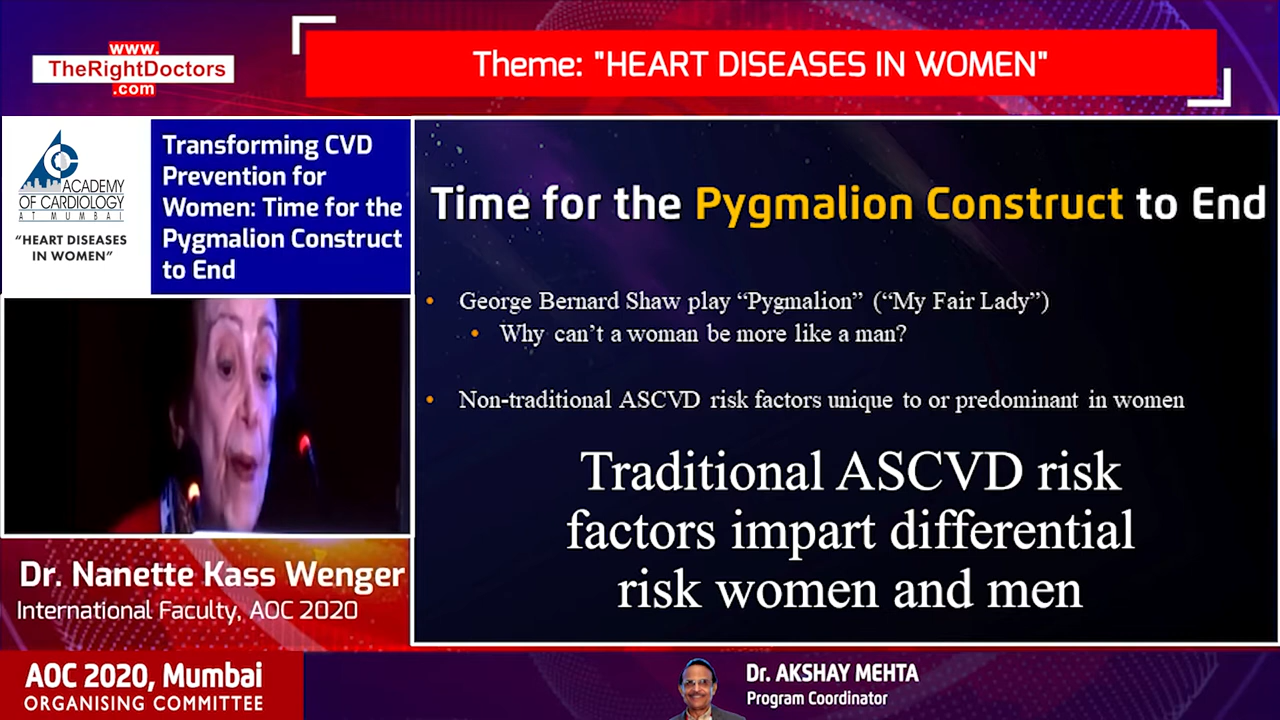 www.
TheRightDoctors
.com
Theme: "HEART DISEASES IN WOMEN"
ACADEMY
OF CARDIOLOGY
AT MUMBAI
“HEART DISEASES
IN WOMEN”
Transforming CVD
Prevention for
Women: Time for the
Pygmalion Construct
to End
Time for the Pygmalion Construct to End
• George Bernard Shaw play “Pygmalion” (“My Fair Lady”)
• Why can’t a woman be more like a man?
• Non-traditional ASCVD risk factors unique to or predominant in women
Traditional ASCVD risk
factors impart differential
risk women and men
Dr. Nanette Kass Wenger
International Faculty, AOC 2020
AOC 2020, Mumbai
ORGANISING COMMITTEE
Dr. AKSHAY MEHTA
Program Coordinator